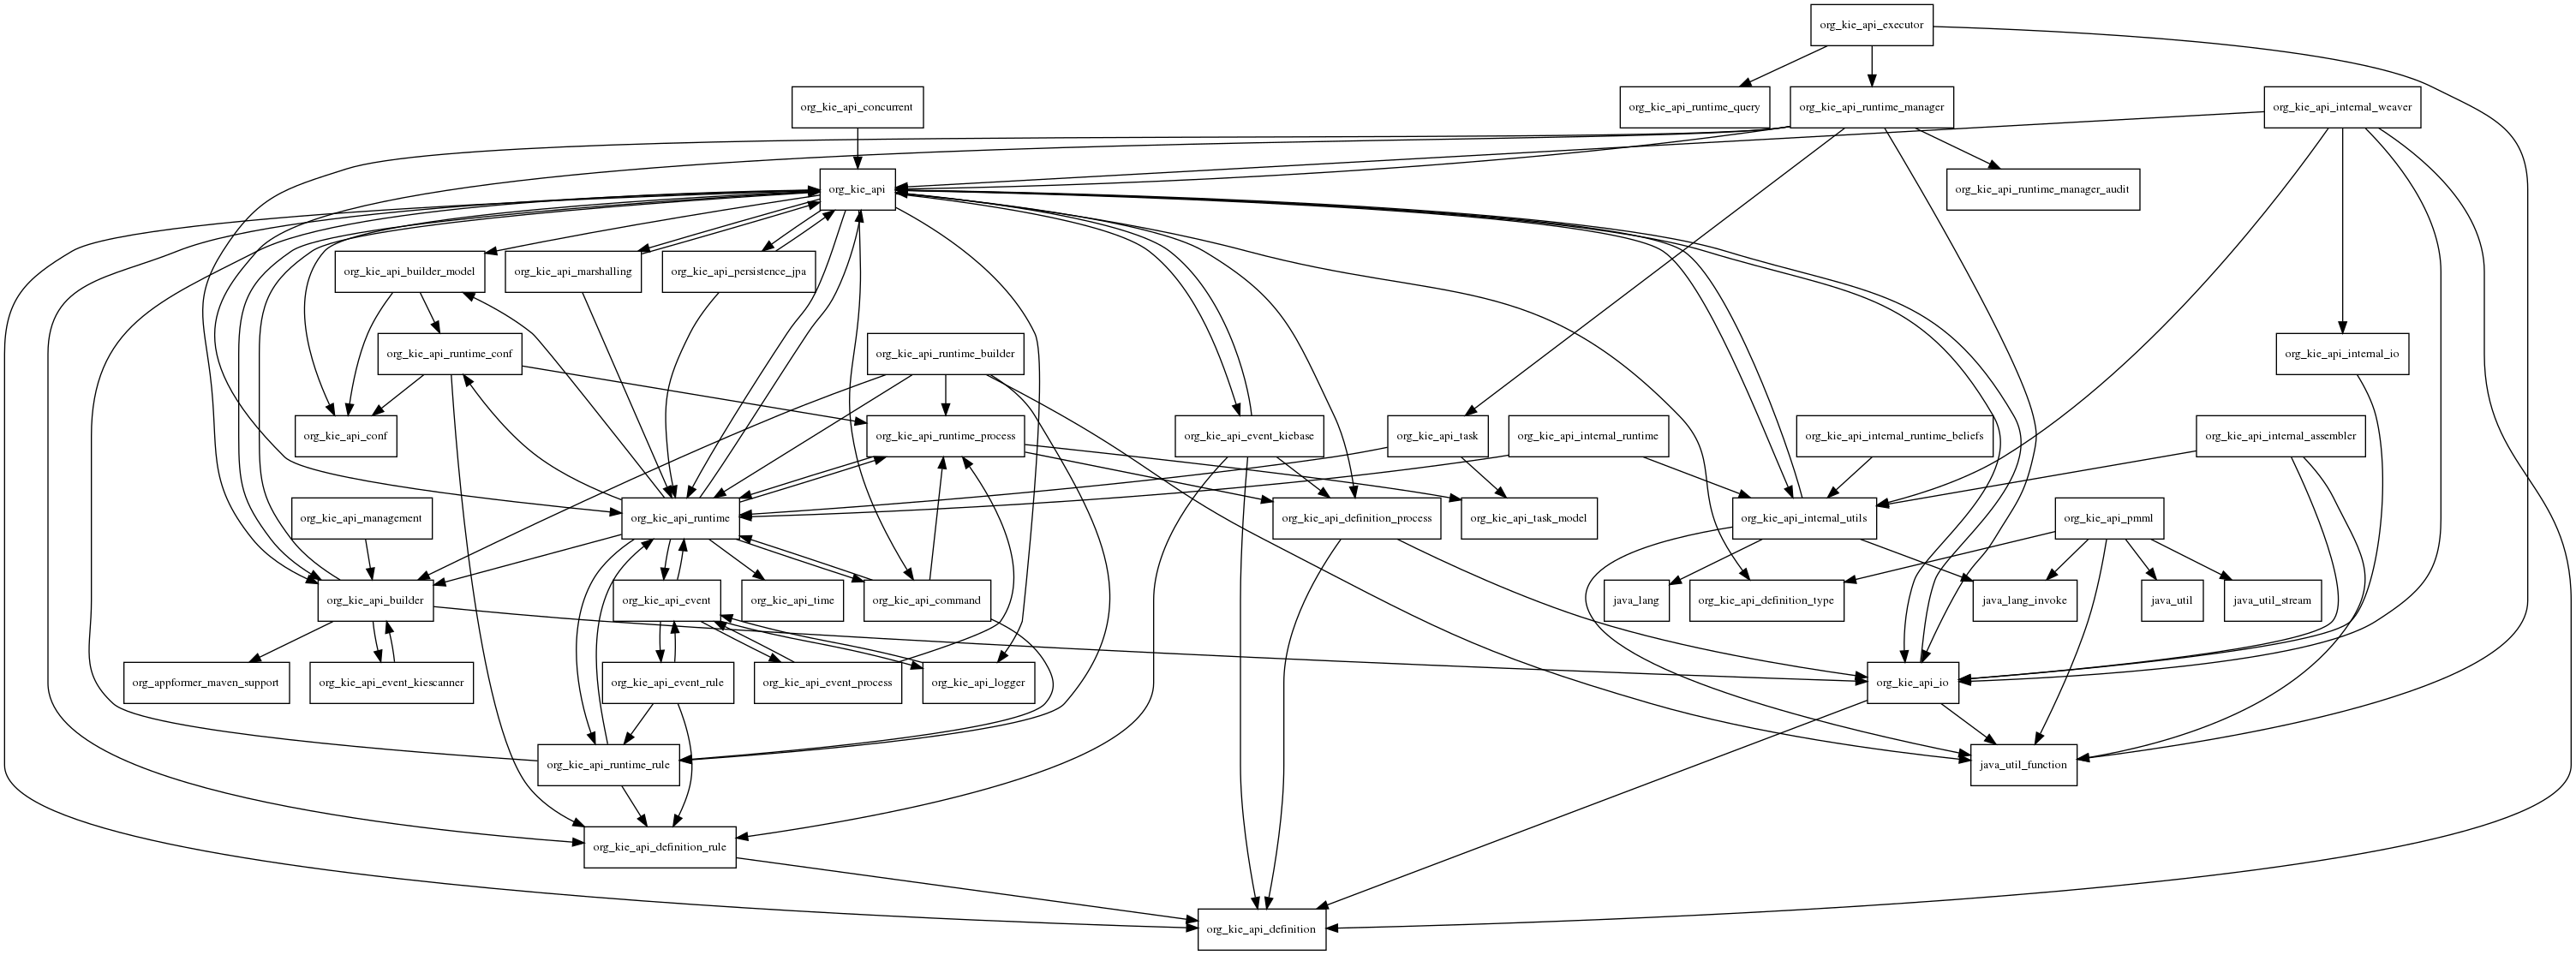 org_kie_api_executor
org_kie_api_concurrent
org_kie_api_runtime_query
org_kie_api_runtime_manager
org_kie_api_internal_weaver
org_kie_api
org_kie_api_runtime_manager_audit
org_kie_api_builder_model
org_kie_api_marshalling
org_kie_api_persistence_jpa
org_kie_api_runtime_conf
org_kie_api_runtime_builder
org_kie_api_internal_io
org_kie_api_conf
org_kie_api_runtime_process
org_kie_api_event_kiebase
org_kie_api_task
org_kie_api_internal_runtime
org_kie_api_internal_runtime_beliefs
org_kie_api_internal_assembler
org_kie_api_management
org_kie_api_runtime
org_kie_api_definition_process
org_kie_api_task_model
org_kie_api_internal_utils
org_kie_api_pmml
org_kie_api_builder
org_kie_api_event
org_kie_api_time
org_kie_api_command
java_lang
org_kie_api_definition_type
java_lang_invoke
java_util
java_util_stream
org_appformer_maven_support
org_kie_api_event_kiescanner
org_kie_api_event_rule
org_kie_api_event_process
org_kie_api_logger
org_kie_api_io
org_kie_api_runtime_rule
java_util_function
org_kie_api_definition_rule
org_kie_api_definition